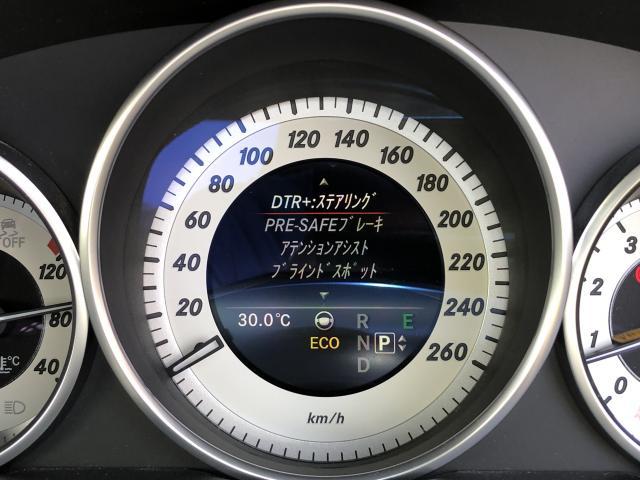 120 140
100 160
80 180
60 200
40 220
20 240
260
DTR+:ステアリング
PRE-SAFEブレーキ
アテンションアシスト
ブラインドスポット
30.0℃ R E
ECO N P
D
km/h
OFF
120
80
40
℃
3
2
1
0